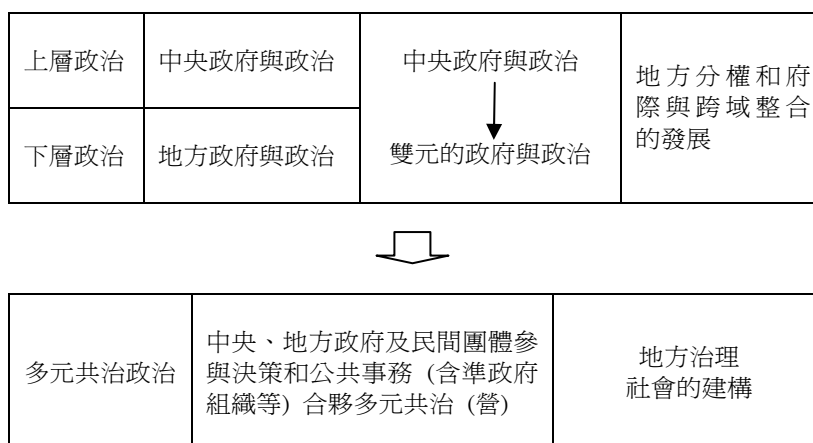 上層政治
中央政府與政治
中央政府與政治
地方分權和府
際與跨域整合
的發展
下層政治
地方政府與政治
雙元的政府與政治
多元共治政治
中央、地方政府及民間團體參
與決策和公共事務 (含準政府
組織等) 合夥多元共治 (營)
地方治理
社會的建構